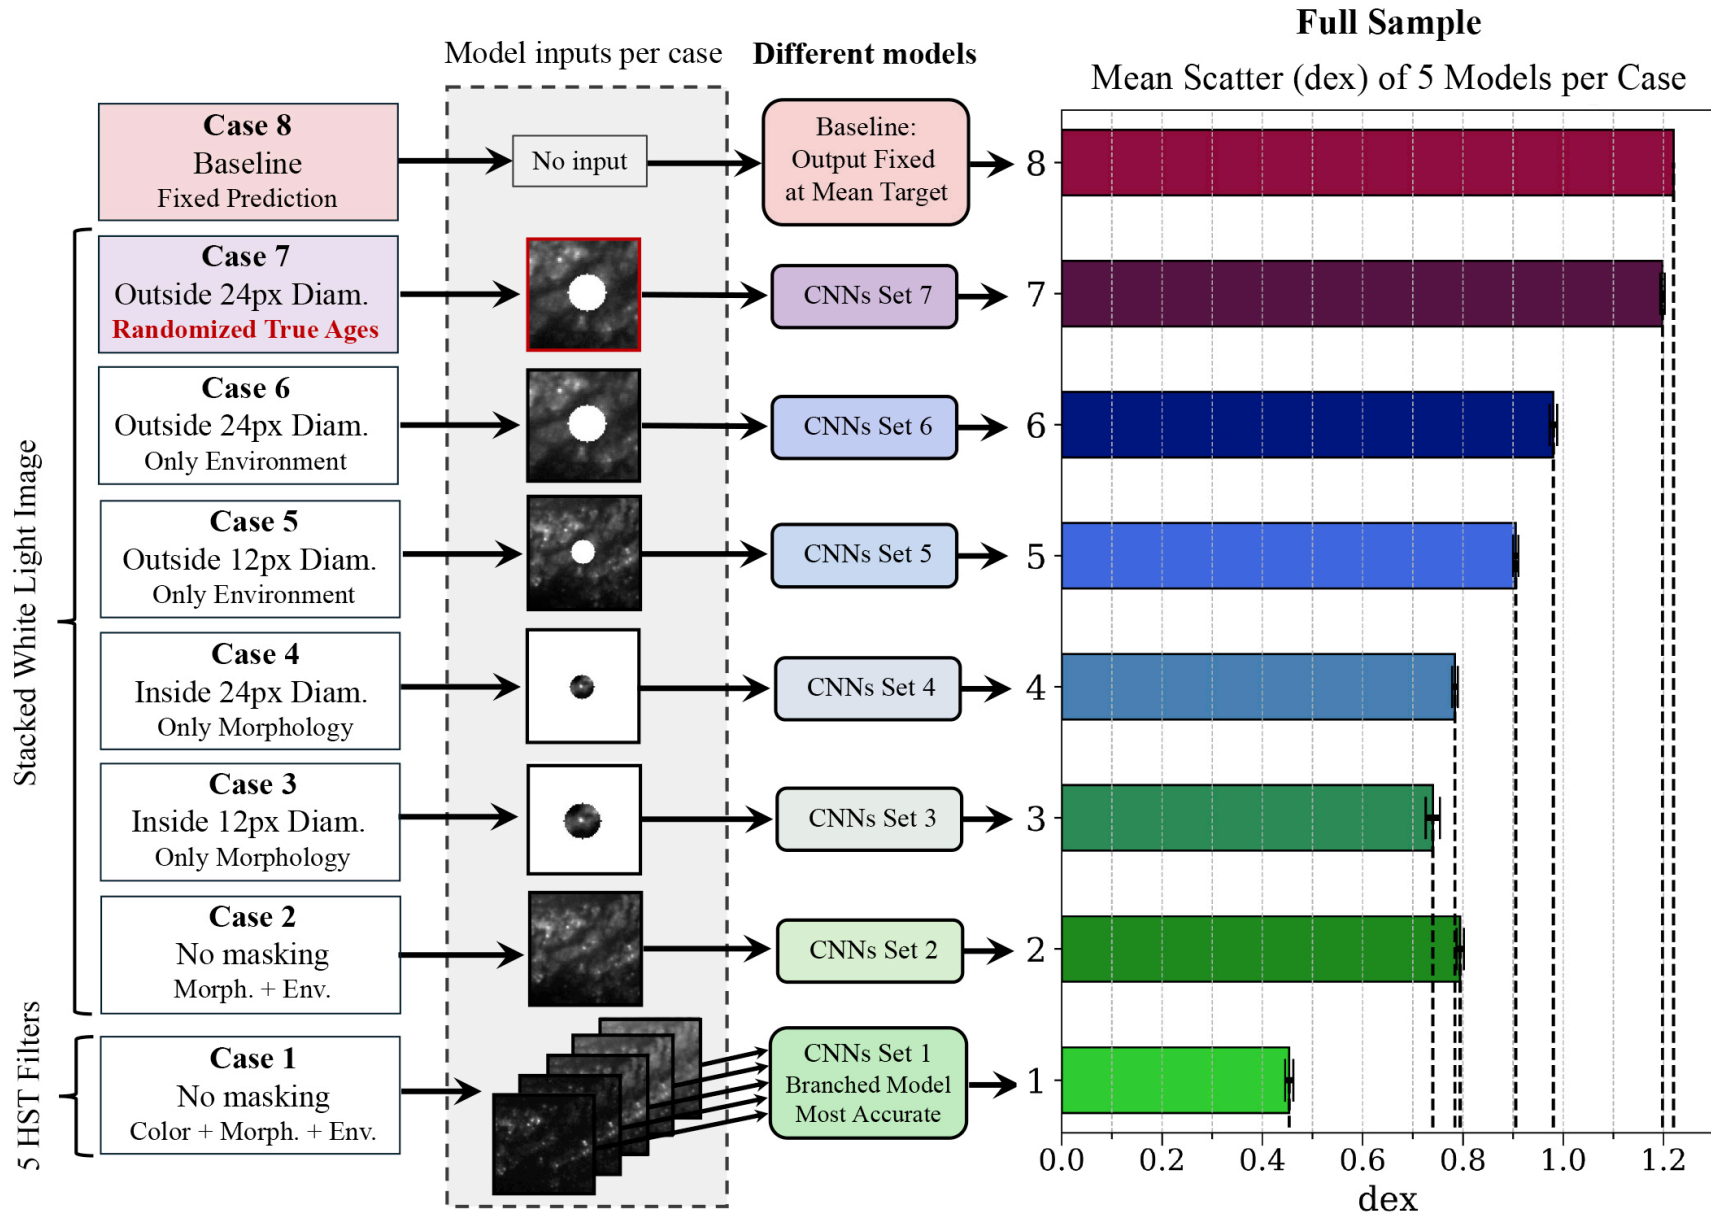 Full Sample
Mean Scatter (dex) of 5 Models per Case
Model inputs per case
Different models
Case 8
Baseline
Fixed Prediction
No input
Baseline:
Output Fixed
at Mean Target
8
Stacked White Light Image
Case 7
Outside 24px Diam.
Randomized True Ages
CNNs Set 7
7
Case 6
Outside 24px Diam.
Only Environment
CNNs Set 6
6
Case 5
Outside 12px Diam.
Only Environment
CNNs Set 5
5
Case 4
Inside 24px Diam.
Only Morphology
CNNs Set 4
4
Case 3
Inside 12px Diam.
Only Morphology
CNNs Set 3
3
Case 2
No masking
Morph. + Env.
CNNs Set 2
2
5 HST Filters
Case 1
No masking
Color + Morph. + Env.
CNNs Set 1
Branched Model
Most Accurate
1
0.0 0.2 0.4 0.6 0.8 1.0 1.2
dex